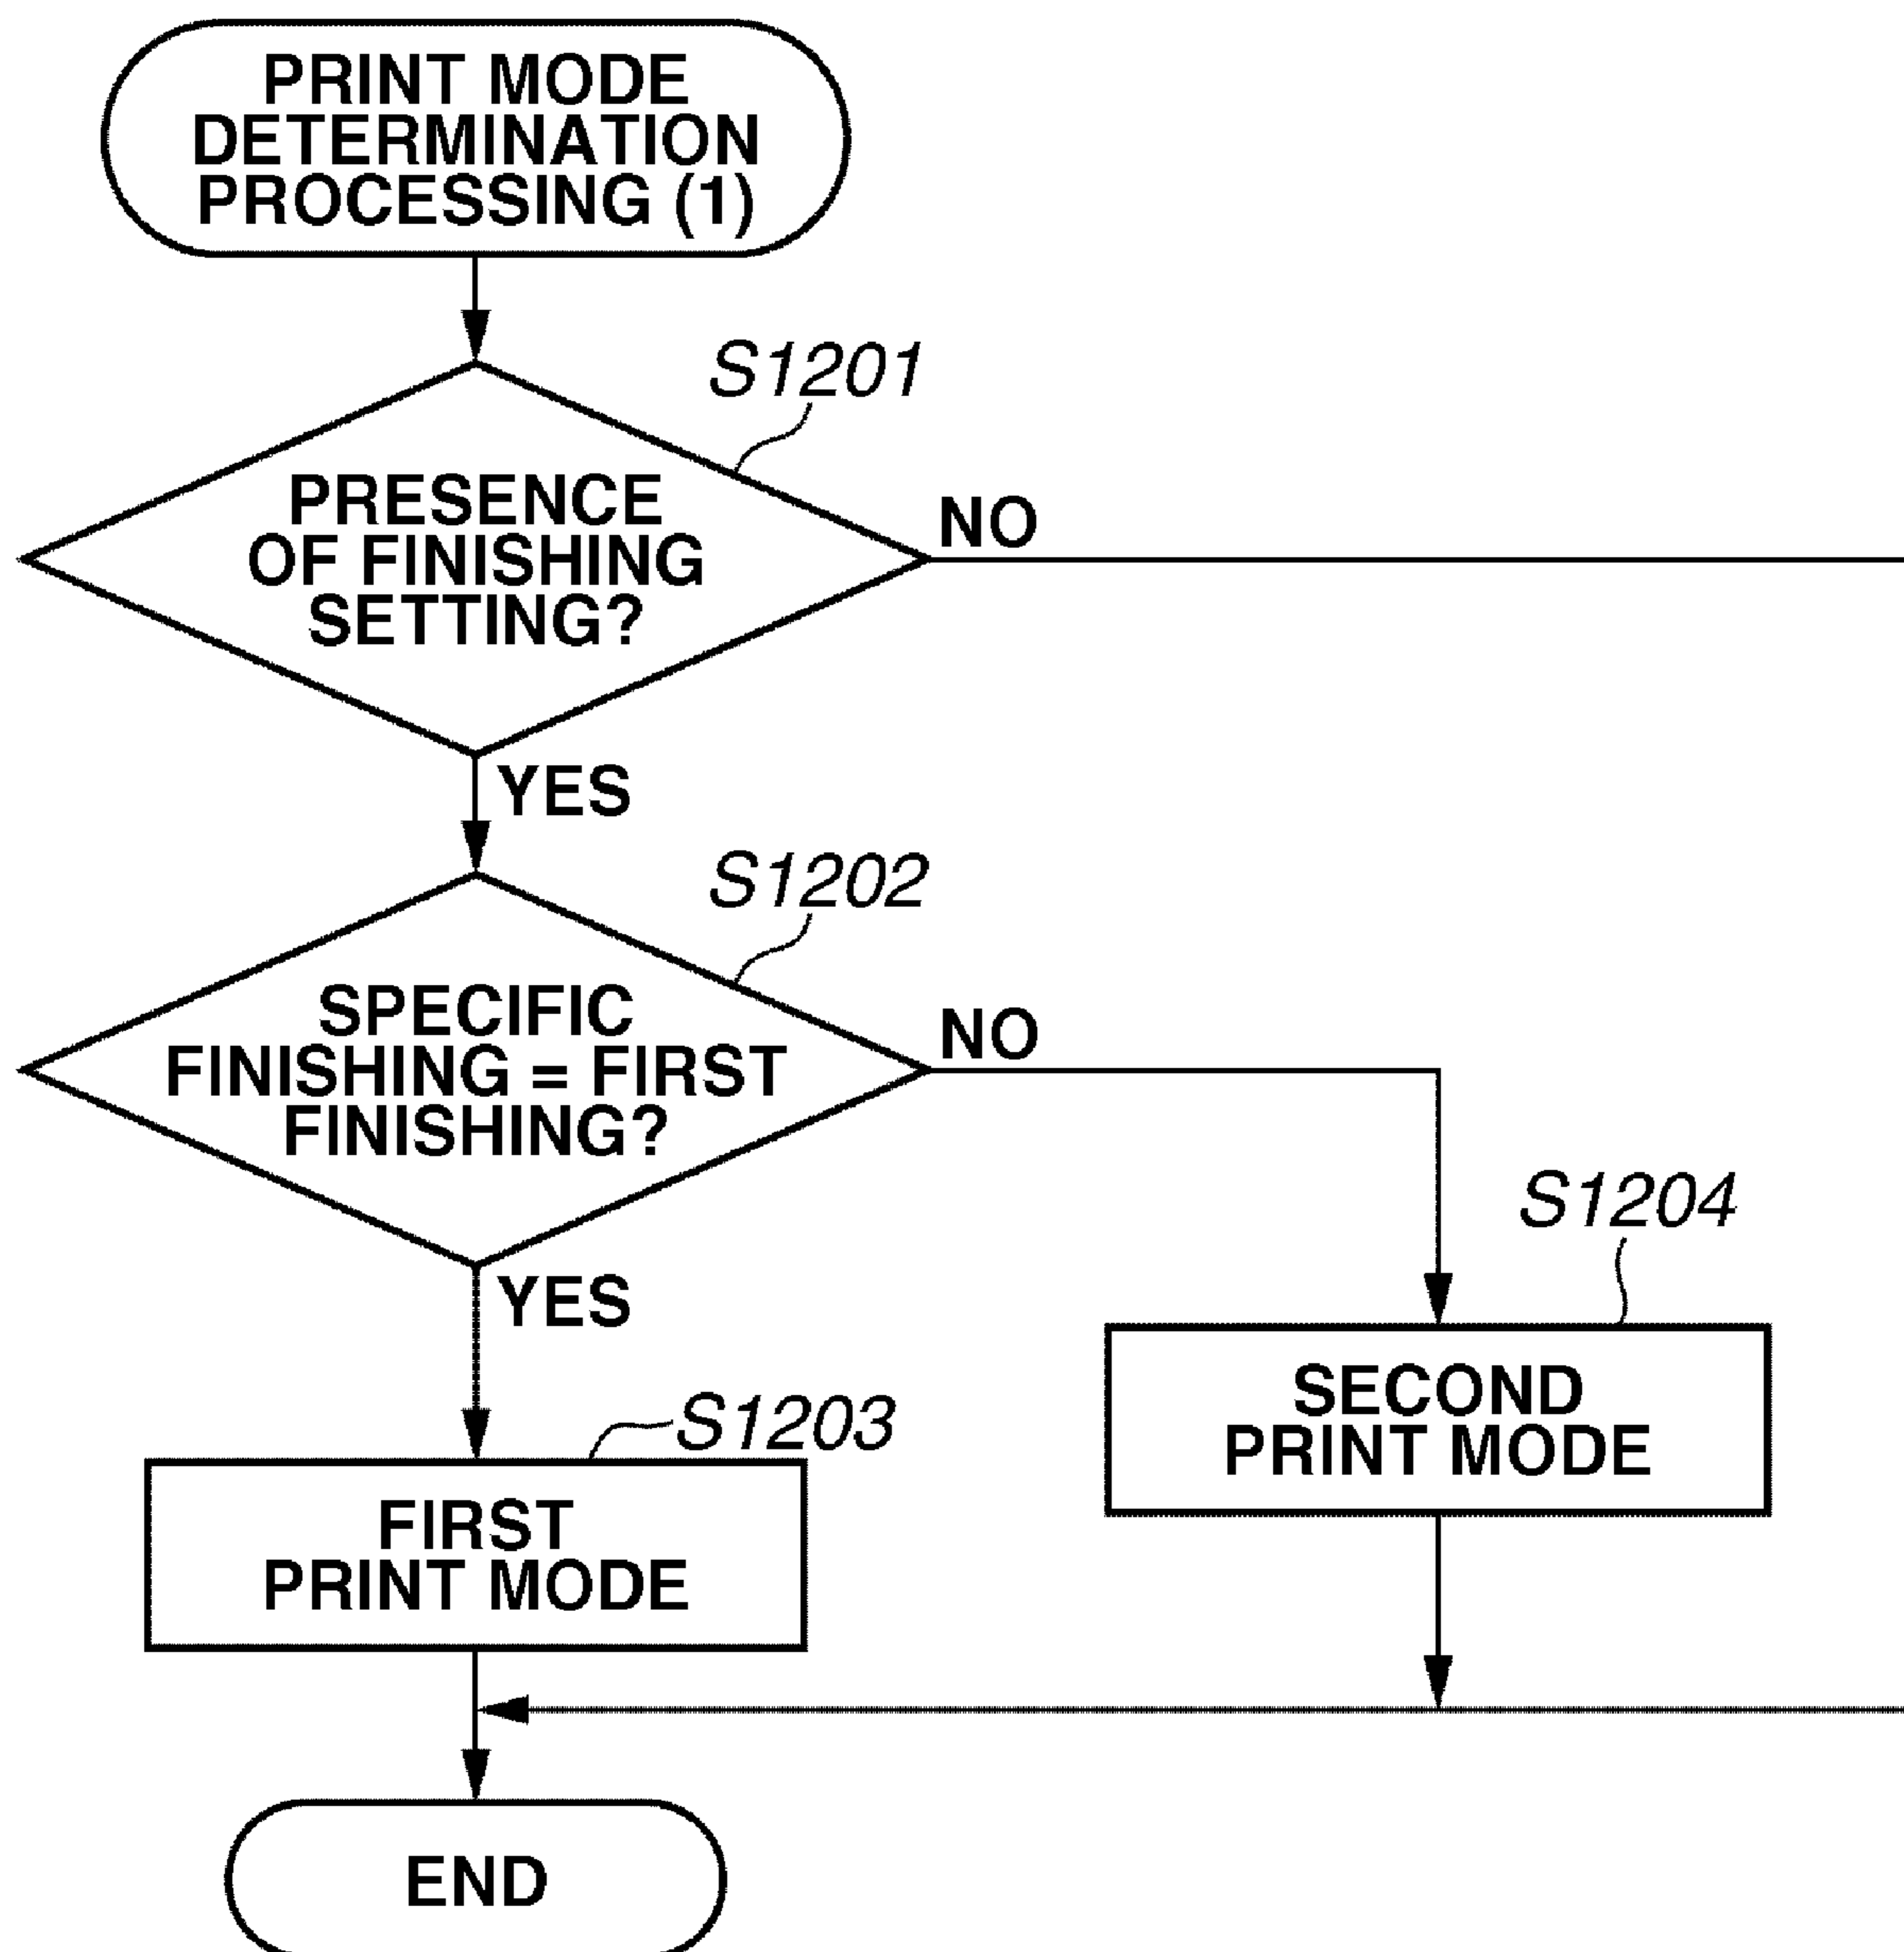 PRINT MODE
DETERMINATION
PROCESSING (1)
S1201
PRESENCE
OF FINISHING
SETTING?
NO
YES
S1202
SPECIFIC
FINISHING = FIRST
FINISHING?
NO
YES
S1204
SECOND
PRINT MODE
S1203
FIRST
PRINT MODE
END